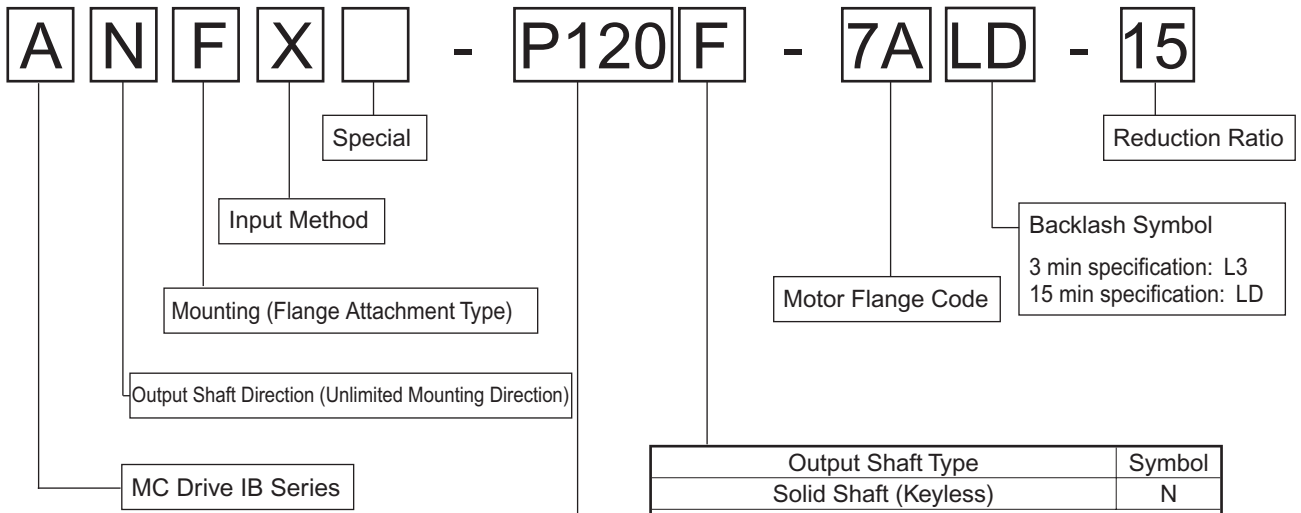 A N F X - P120 F - 7A LD - 15
Special
Reduction Ratio
Input Method
Backlash Symbol
3 min specification: L3
15 min specification: LD
Motor Flange Code
Mounting (Flange Attachment Type)
Output Shaft Direction (Unlimited Mounting Direction)
Output Shaft Type Symbol
MC Drive IB Series
Solid Shaft (Keyless) N